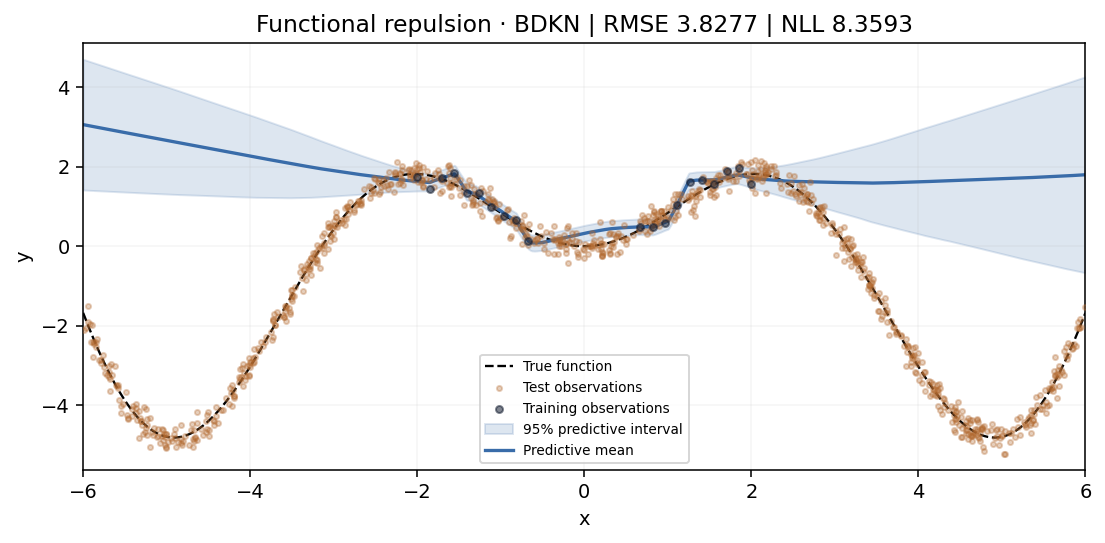 Functional repulsion · BDKN | RMSE 3.8277 | NLL 8.3593
y
4
2
0
−2
−4
True function
Test observations
Training observations
95% predictive interval
Predictive mean
−6 −4 −2 0 2 4 6
x